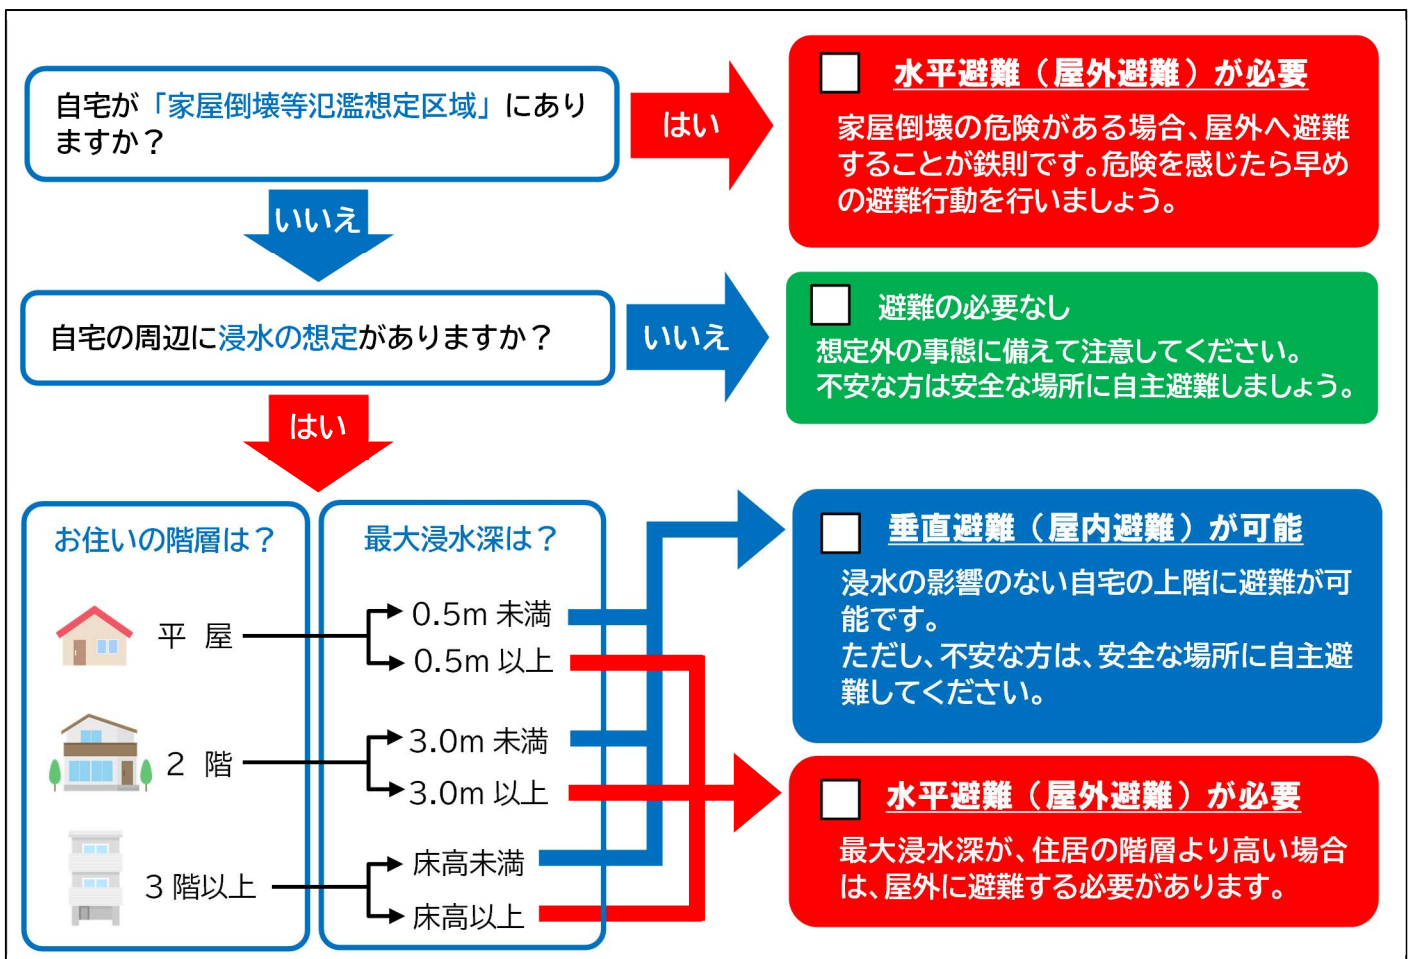 自宅が「家屋倒壊等氾濫想定区域」にあり
ますか？
はい
水平避難（屋外避難）が必要
家屋倒壊の危険がある場合、屋外へ避難
することが鉄則です。危険を感じたら早め
の避難行動を行いましょう。
いいえ
自宅の周辺に浸水の想定がありますか？
いいえ
避難の必要なし
想定外の事態に備えて注意してください。
不安な方は安全な場所に自主避難しましょう。
はい
お住いの階層は？
最大浸水深は？
平 屋
0.5m 未満
0.5m 以上
2 階
3.0m 未満
3.0m 以上
3 階以上
床高未満
床高以上
垂直避難（屋内避難）が可能
浸水の影響のない自宅の上階に避難が可
能です。
ただし、不安な方は、安全な場所に自主避
難してください。
水平避難（屋外避難）が必要
最大浸水深が、住居の階層より高い場合
は、屋外に避難する必要があります。